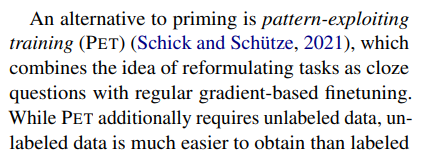 An alternative to priming is pattern-exploiting
training (PET) (Schick and Schütze, 2021), which
combines the idea of reformulating tasks as cloze
questions with regular gradient-based finetuning.
While PET additionally requires unlabeled data, un-
labeled data is much easier to obtain than labeled